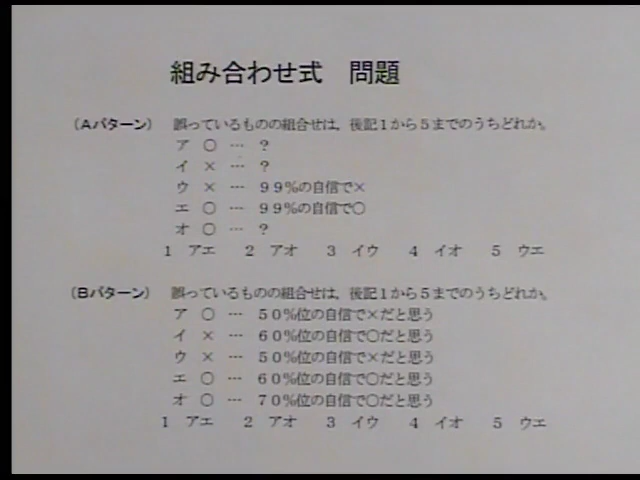 組み合わせ式　問題
（Aパターン）　誤っているものの組合せは、後記1から5までのうちどれか。
ア　○　…　？
イ　×　…　？
ウ　×　…　99％の自信で×
エ　○　…　99％の自信で○
オ　○　…　？
1　アエ　　2　アオ　　3　イウ　　4　イオ　　5　ウエ
（Bパターン）　誤っているものの組合せは、後記1から5までのうちどれか。
ア　○　…　50％位の自信で×だと思う
イ　×　…　60％位の自信で○だと思う
ウ　×　…　50％位の自信で×だと思う
エ　○　…　60％位の自信で○だと思う
オ　○　…　70％位の自信で○だと思う
1　アエ　　2　アオ　　3　イウ　　4　イオ　　5　ウエ